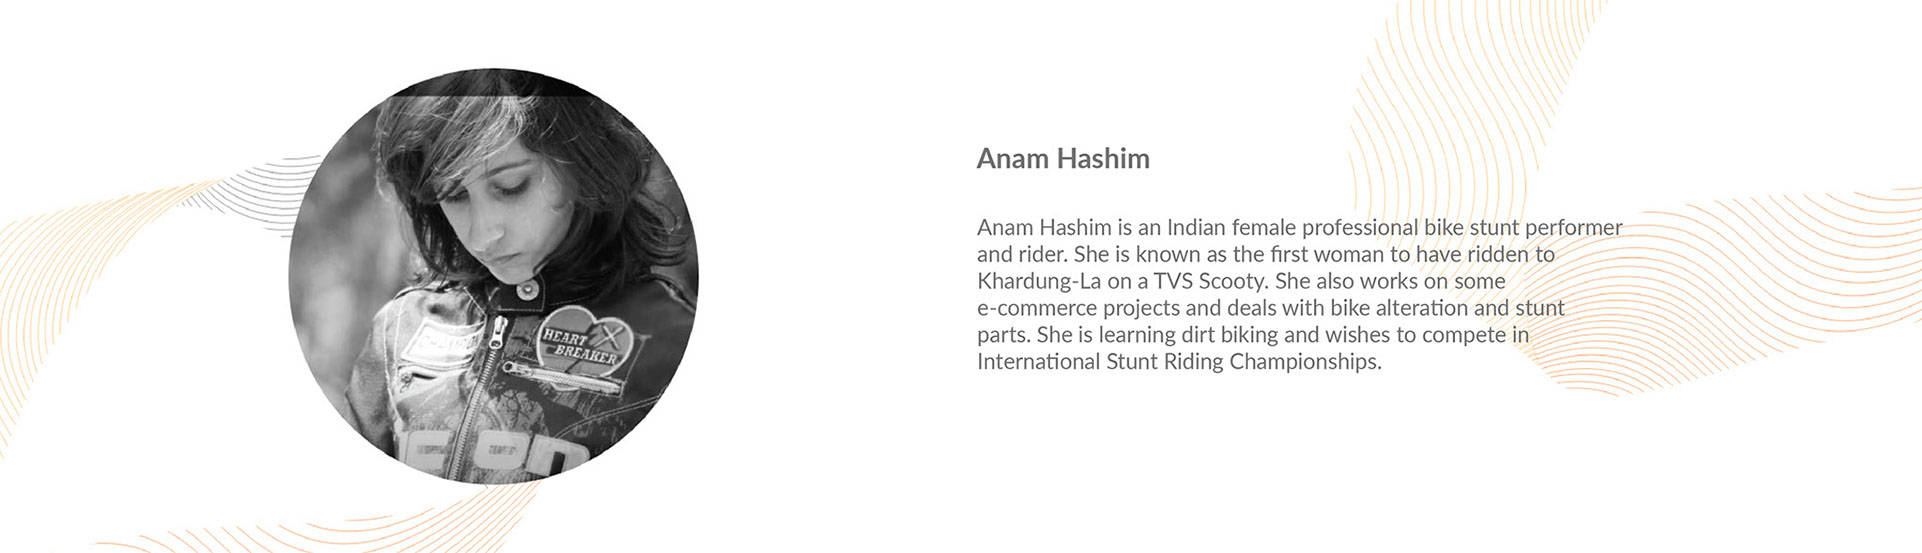 Anam Hashim
Anam Hashim is an Indian female professional bike stunt performer
and rider. She is known as the first woman to have ridden to
Khardung-La on a TVS Scooty. She also works on some
e-commerce projects and deals with bike alteration and stunt
parts. She is learning dirt biking and wishes to compete in
International Stunt Riding Championships.
HEART
BREAKER